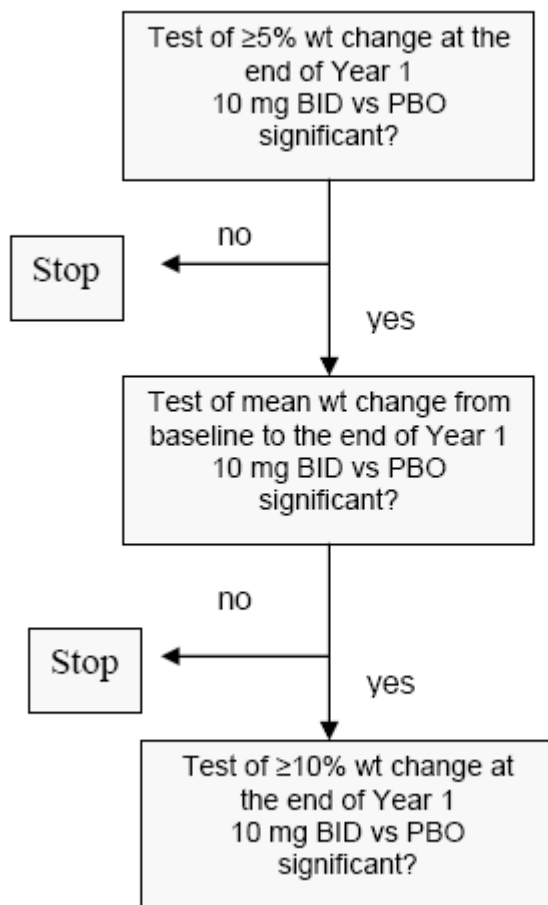 Test of ≥5% wt change at the
end of Year 1
10 mg BID vs PBO
significant?
no
Stop
yes
Test of mean wt change from
baseline to the end of Year 1
10 mg BID vs PBO
significant?
no
Stop
yes
Test of ≥10% wt change at
the end of Year 1
10 mg BID vs PBO
significant?